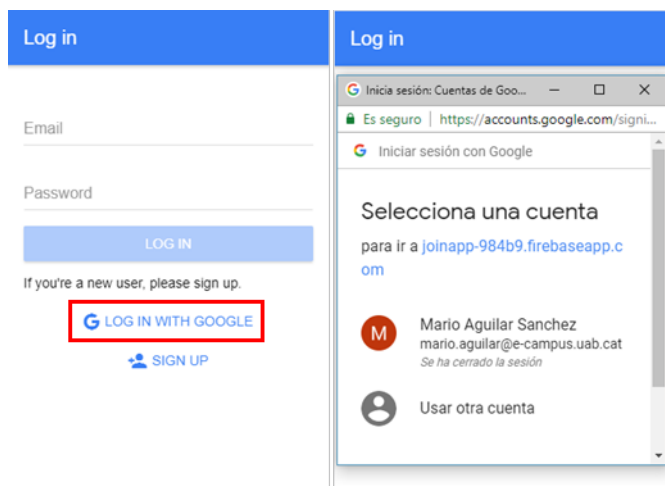 Log in
Email
Password
LOG IN
If you're a new user, please sign up.
LOG IN WITH GOOGLE
SIGN UP
Log in
Inicia sesión: Cuentas de Goo...
Es seguro | https://accounts.google.com/signi...
Iniciar sesión con Google
Selecciona una cuenta
para ir a joinapp-984b9.firebaseapp.c
om
M
Mario Aguilar Sanchez
mario.aguilar@e-campus.uab.cat
Se ha cerrado la sesión
Usar otra cuenta